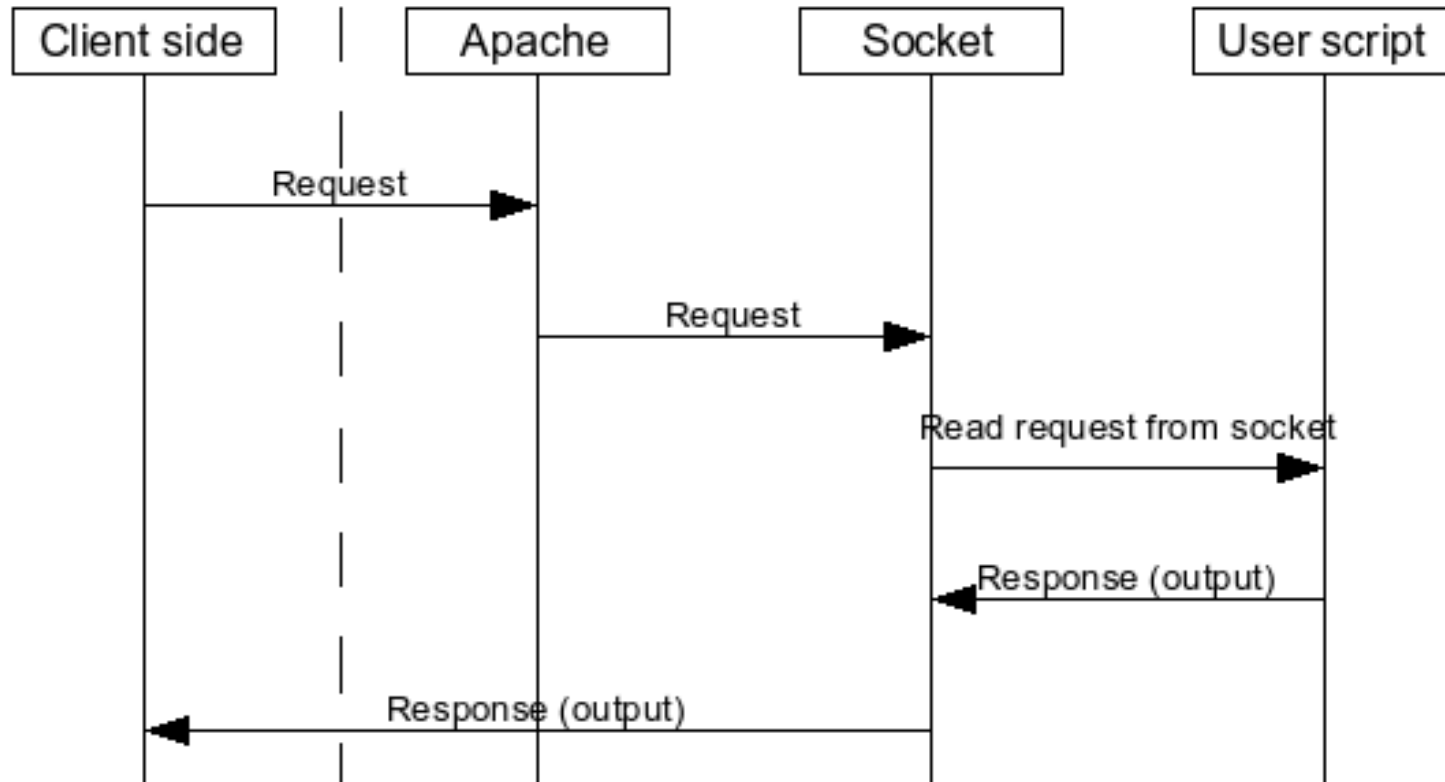 Client side
Apache
Socket
User script
Request
Request
Read request from socket
Response (output)
Response (output)